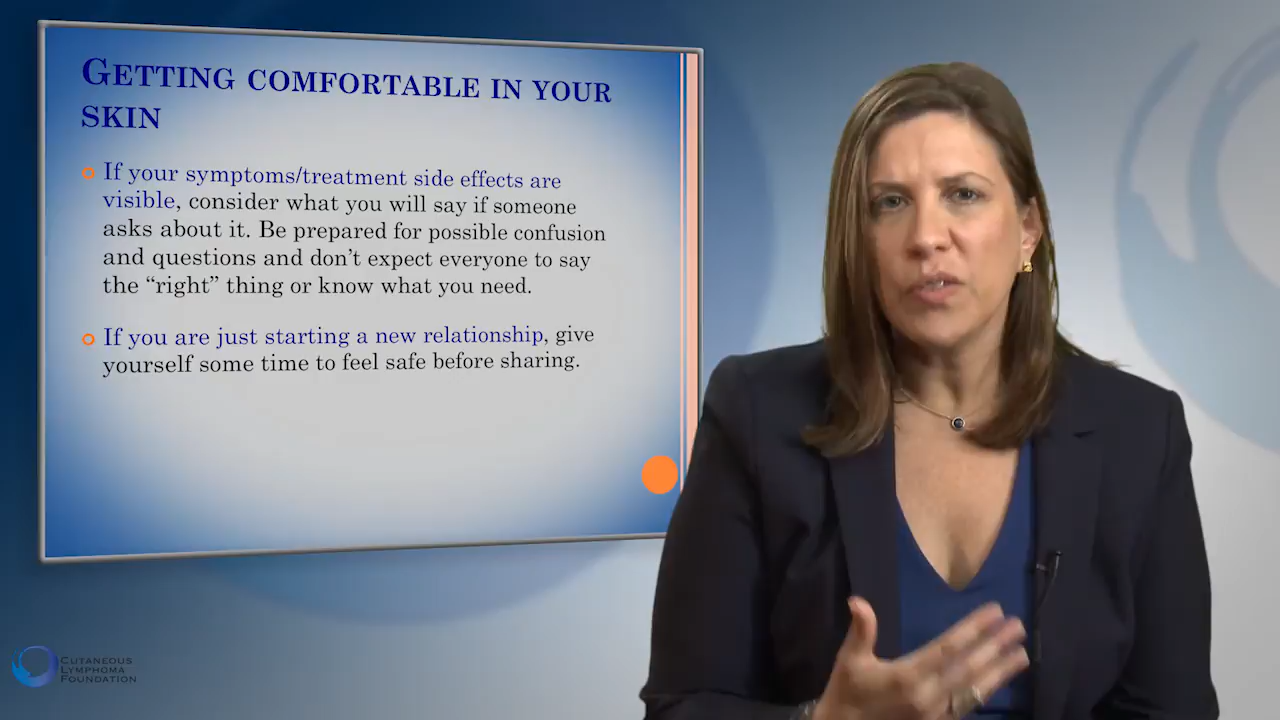 GETTING COMFORTABLE IN YOUR
SKIN
If your symptoms/treatment side effects are
visible, consider what you will say if someone
asks about it. Be prepared for possible confusion
and questions and don't expect everyone to say
the “right” thing or know what you need.
If you are just starting a new relationship, give
yourself some time to feel safe before sharing.
CUTANEOUS
LYMPHOMA
FOUNDATION